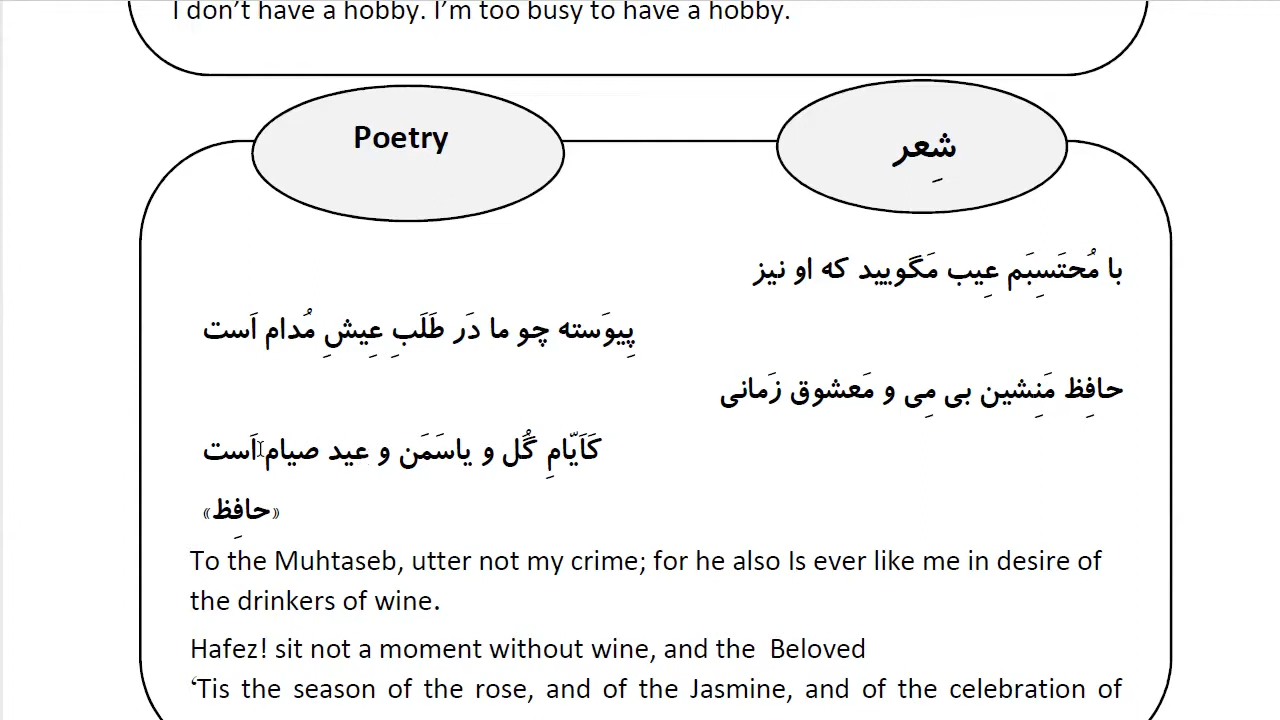 I don’t have a hobby. I’m too busy to have a hobby.
Poetry
شِعر
با مُحتَسِبَم عِیب مَگویید که او نیز
پِیوَسته چو ما دَر طَلَبِ عِیشِ مُدام اَست
حافِظ مَنِشین بی مِی و مَعشوق زَمانی
کَاَیّامِ گُل و یاسَمَن و عید صیام اَست
«حافِظ»
To the Muhtaseb, utter not my crime; for he also Is ever like me in desire of
the drinkers of wine.
Hafez! sit not a moment without wine, and the  Beloved
‘Tis the season of the rose, and of the Jasmine, and of the celebration of